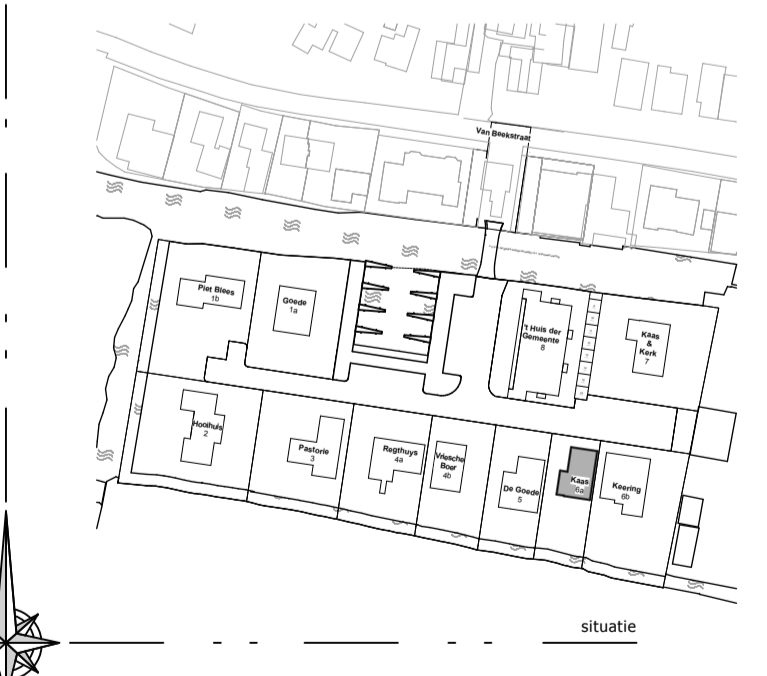 Van Beekstraat
Piet Blees
1b
Goede
1a
't Huis der
Gemeente
8
Kaas
&
Kerk
7
Hooihuis
2
Pastorie
3
Regthuys
4a
Vriesche
Boer
4b
De Goede
5
Kaas
6a
Keering
6b
situatie